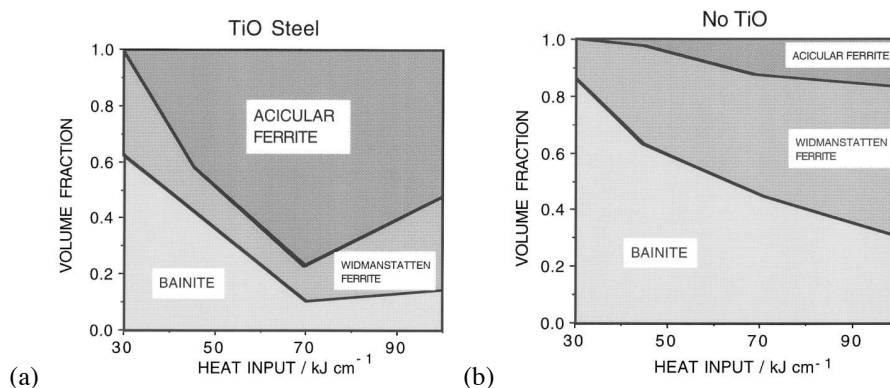 TiO Steel
1.0
0.8
0.6
0.4
0.2
0.0
VOLUME FRACTION
ACICULAR
FERRITE
WIDMANSTATTEN
FERRITE
BAINITE
30
50
70
90
HEAT INPUT / kJ cm⁻¹
(a)
No TiO
1.0
0.8
0.6
0.4
0.2
0.0
VOLUME FRACTION
ACICULAR FERRITE
WIDMANSTATTEN
FERRITE
BAINITE
30
50
70
90
HEAT INPUT / kJ cm⁻¹
(b)